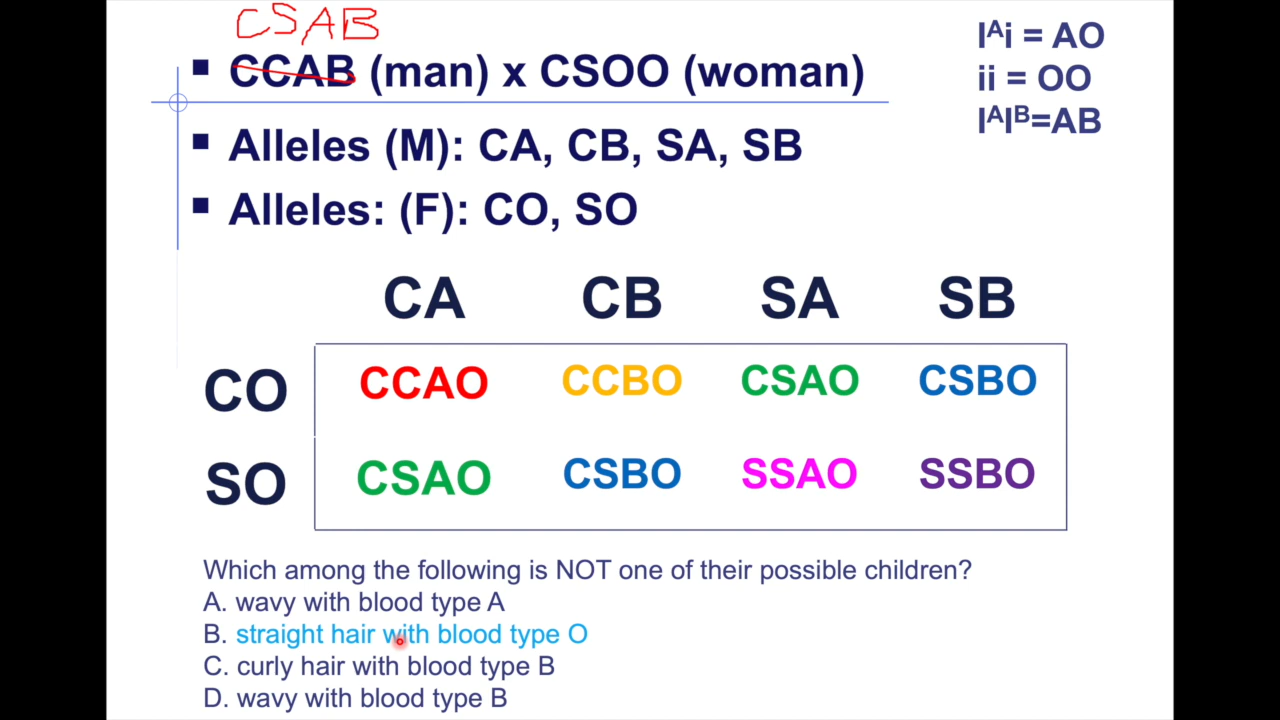 CSAB
CCAB (man) x CSOO (woman)
Alleles (M): CA, CB, SA, SB
Alleles: (F): CO, SO
Iᴬi = AO
ii = OO
IᴬIᴮ=AB
CA CB SA SB
CO CCAO CCBO CSAO CSBO
SO CSAO CSBO SSAO SSBO
Which among the following is NOT one of their possible children?
A. wavy with blood type A
B. straight hair with blood type O
C. curly hair with blood type B
D. wavy with blood type B